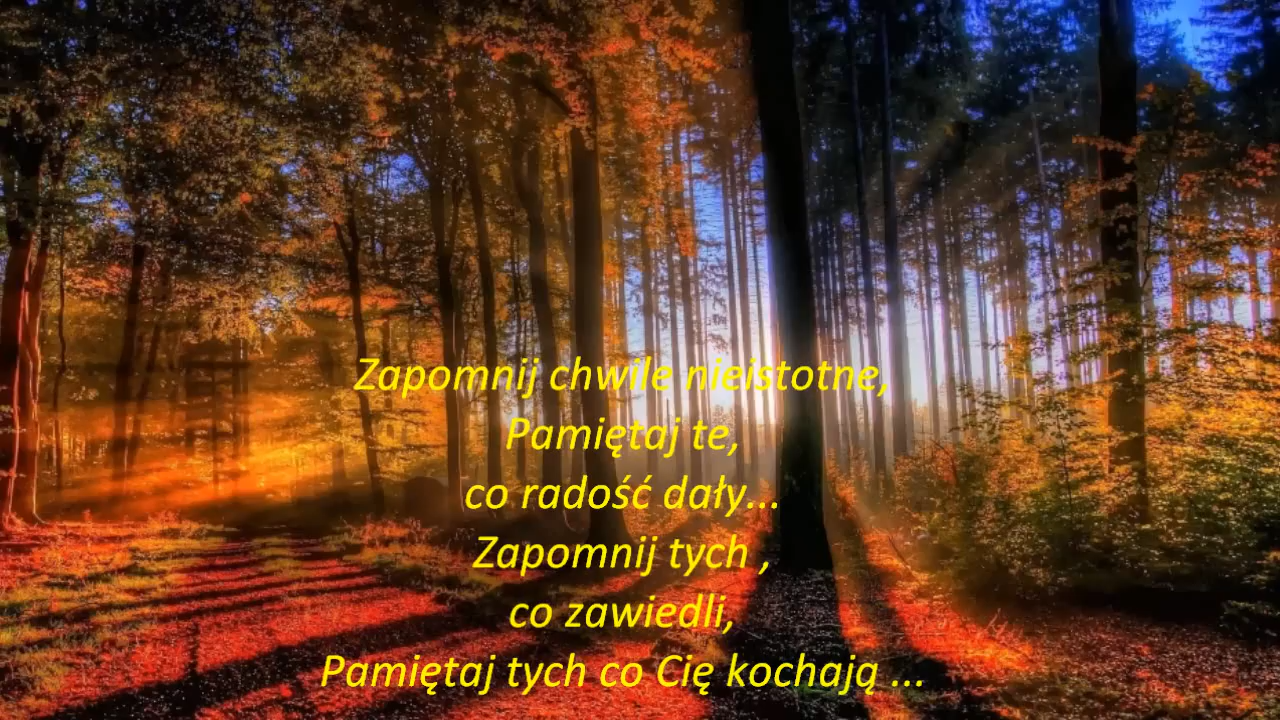 Zapomnij chwile nieistotne,
Pamiętaj te,
co radość dały...
Zapomnij tych ,
co zawiedli,
Pamiętaj tych co Cię kochają ...